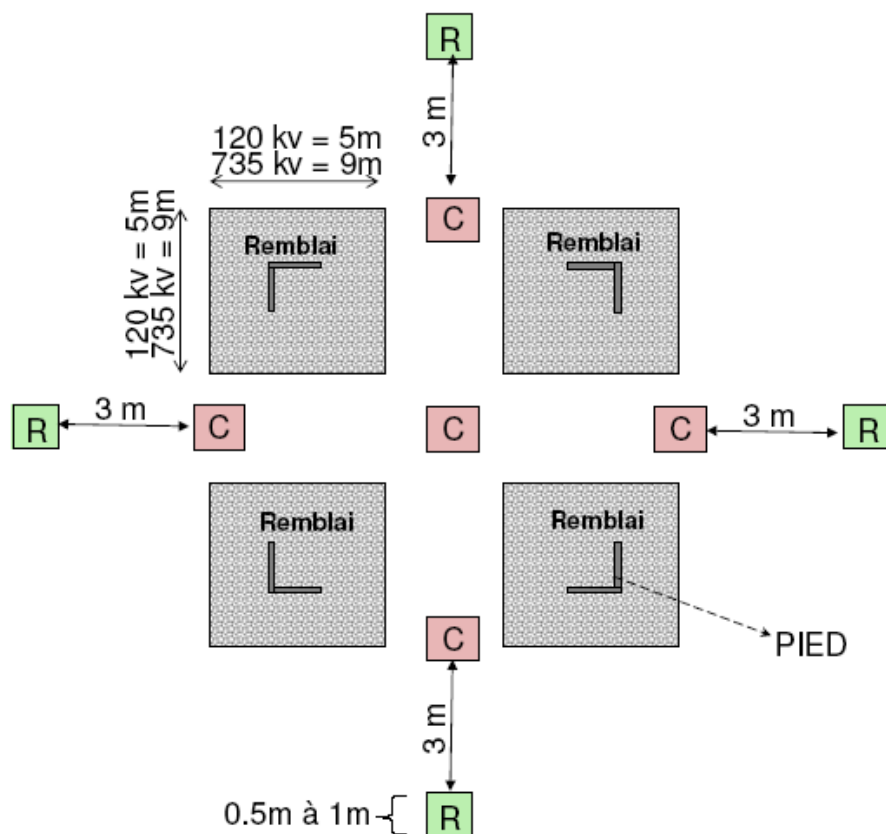 R
3 m
120 kv = 5m
735 kv = 9m
C
120 kv = 5m
735 kv = 9m
Remblai
Remblai
R
3 m
C
C
C
3 m
R
Remblai
Remblai
C
PIED
3 m
0.5m à 1m
R